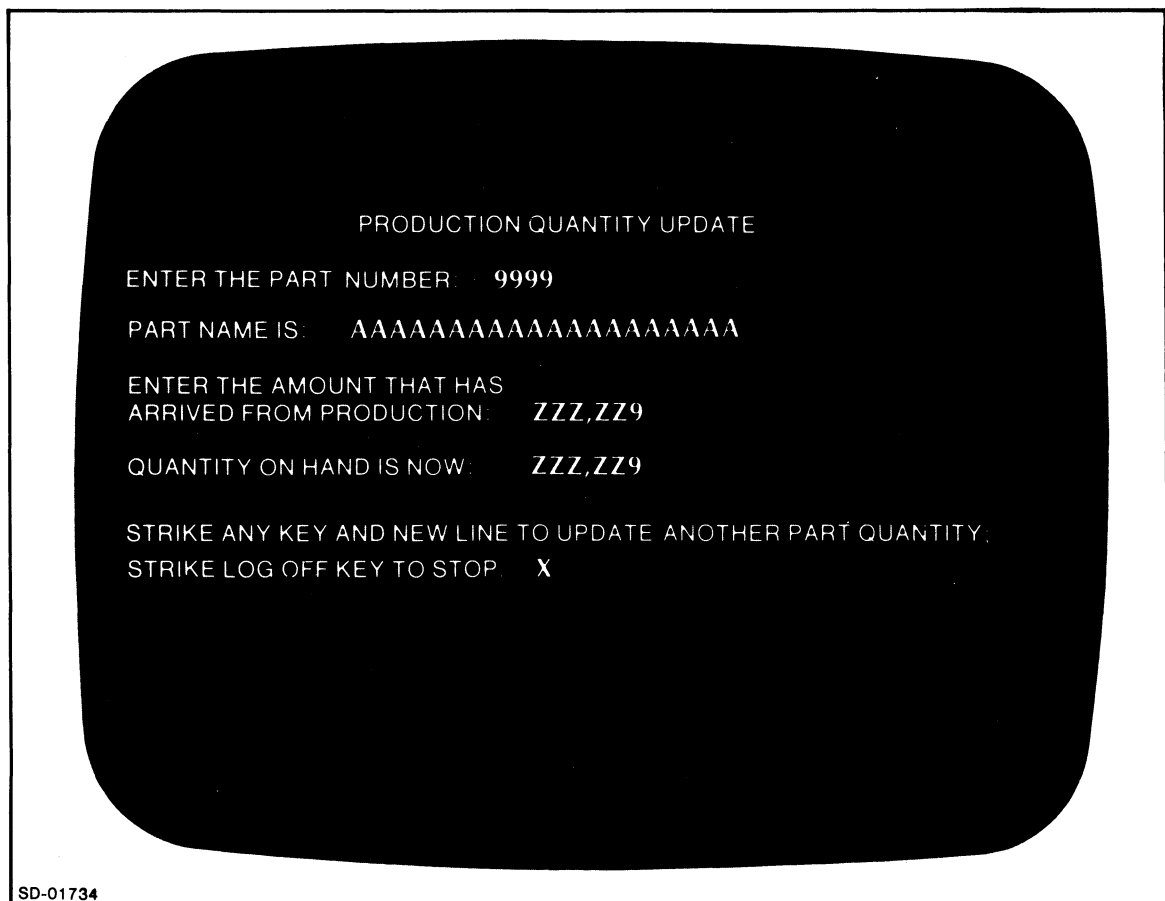 PRODUCTION QUANTITY UPDATE
ENTER THE PART NUMBER: 9999
PART NAME IS: AAAAAAAAAAAAAAAAAAAA
ENTER THE AMOUNT THAT HAS
ARRIVED FROM PRODUCTION: ZZZ,ZZ9
QUANTITY ON HAND IS NOW: ZZZ,ZZ9
STRIKE ANY KEY AND NEW LINE TO UPDATE ANOTHER PART QUANTITY;
STRIKE LOG OFF KEY TO STOP. X
SD-01734